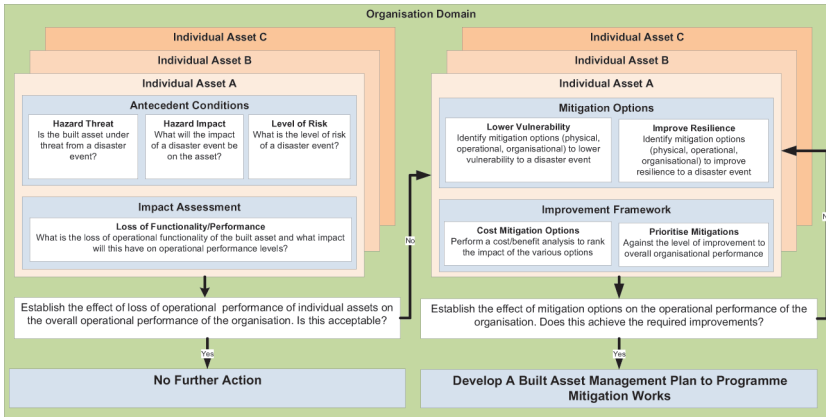 Organisation Domain
Individual Asset C
Individual Asset B
Individual Asset A
Antecedent Conditions
Hazard Threat
Is the built asset under
threat from a disaster
event?
Hazard Impact
What will the impact
of a disaster event be
on the asset?
Level of Risk
What is the level of risk
of a disaster event?
Impact Assessment
Loss of Functionality/Performance
What is the loss of operational functionality of the built asset and what impact
will this have on operational performance levels?
Establish the effect of loss of operational performance of individual assets on
the overall operational performance of the organisation. Is this acceptable?
No
Yes
No Further Action
Individual Asset C
Individual Asset B
Individual Asset A
Mitigation Options
Lower Vulnerability
Identify mitigation options (physical,
operational, organisational) to lower
vulnerability to a disaster event
Improve Resilience
Identify mitigation options
(physical, operational,
organisational) to improve
resilience to a disaster event
Improvement Framework
Cost Mitigation Options
Perform a cost/benefit analysis to rank
the impact of the various options
Prioritise Mitigations
Against the level of improvement to
overall organisational performance
Establish the effect of mitigation options on the operational performance of the
organisation. Does this achieve the required improvements?
Yes
Develop A Built Asset Management Plan to Programme
Mitigation Works